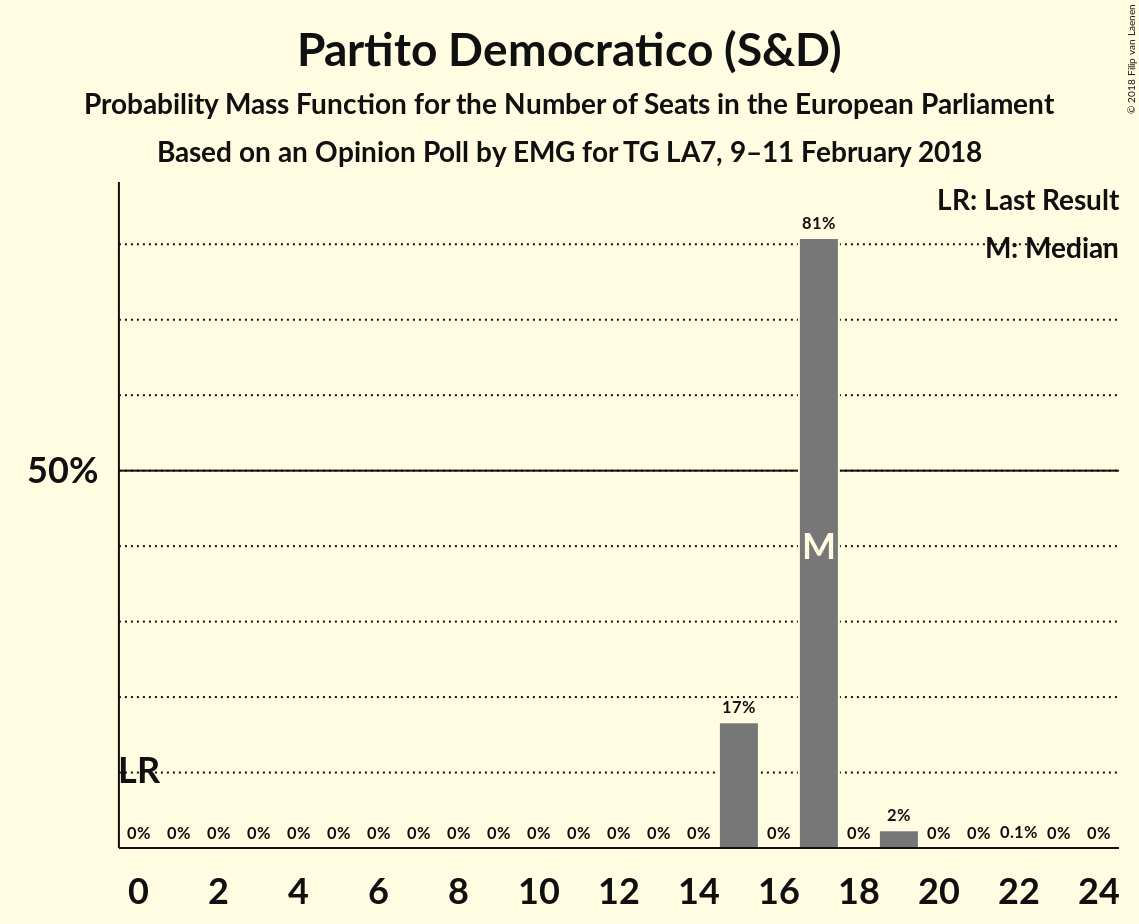 Partito Democratico (S&D)
Probability Mass Function for the Number of Seats in the European Parliament
Based on an Opinion Poll by EMG for TG LA7, 9–11 February 2018
© 2018 Filip van Laenen
LR: Last Result
M: Median
81%
50%
M
17%
LR
2%
0% 0% 0% 0% 0% 0% 0% 0% 0% 0% 0% 0% 0% 0% 0% 0% 0% 0% 0% 0.1% 0% 0%
0 2 4 6 8 10 12 14 16 18 20 22 24